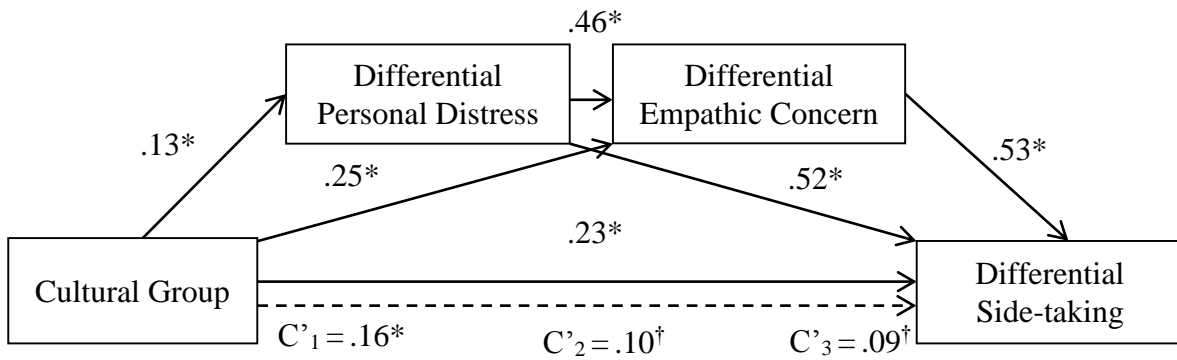 .46*
Differential
Personal Distress
Differential
Empathic Concern
.13*
.25*
.52*
.53*
.23*
Cultural Group
Differential
Side-taking
C’₁ = .16*
C’₂ = .10†
C’₃ = .09†